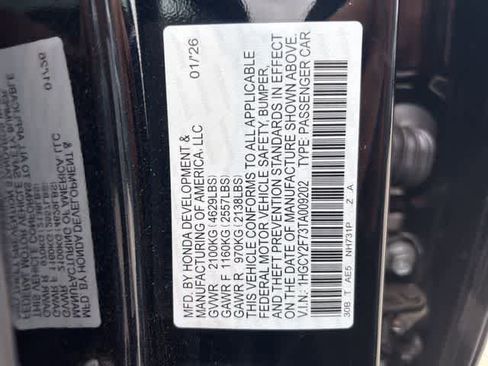 MFD. BY HONDA DEVELOPMENT & 01/26
MANUFACTURING OF AMERICA, LLC
GVWR 2100KG (4629LBS)
GAWR F 1160KG (2557LBS)
GAWR R 970KG (2138LBS)
THIS VEHICLE CONFORMS TO ALL APPLICABLE
FEDERAL MOTOR VEHICLE SAFETY, BUMPER,
AND THEFT PREVENTION STANDARDS IN EFFECT
ON THE DATE OF MANUFACTURE SHOWN ABOVE.
V.I.N.: 1HGCY2F73TA009202 TYPE: PASSENGER CAR
30B T AE5 NH731P 2 A